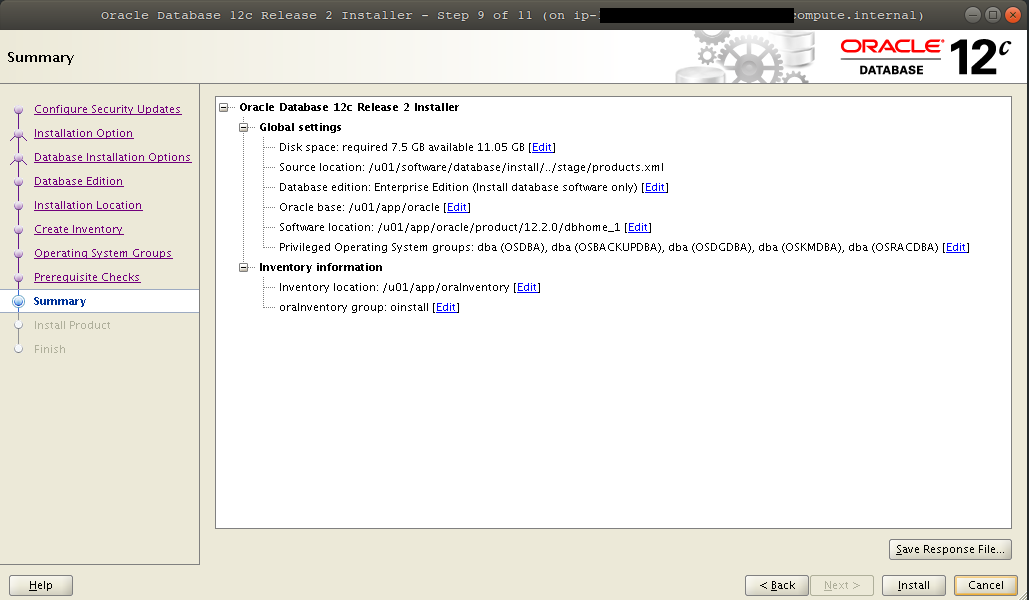 Oracle Database 12c Release 2 Installer - Step 9 of 11 (on ip- compute.internal)
Summary
ORACLE
DATABASE
12c
Configure Security Updates
Installation Option
Database Installation Options
Database Edition
Installation Location
Create Inventory
Operating System Groups
Prerequisite Checks
Summary
Install Product
Finish
Oracle Database 12c Release 2 Installer
Global settings
Disk space: required 7.5 GB available 11.05 GB [Edit]
Source location: /u01/software/database/install/../stage/products.xml
Database edition: Enterprise Edition (Install database software only) [Edit]
Oracle base: /u01/app/oracle [Edit]
Software location: /u01/app/oracle/product/12.2.0/dbhome_1 [Edit]
Privileged Operating System groups: dba (OSDBA), dba (OSBACKUPDBA), dba (OSDGDBA), dba (OSKMDBA), dba (OSRACDBA) [Edit]
Inventory information
Inventory location: /u01/app/oraInventory [Edit]
oraInventory group: oinstall [Edit]
Save Response File...
Help
< Back
Next >
Install
Cancel